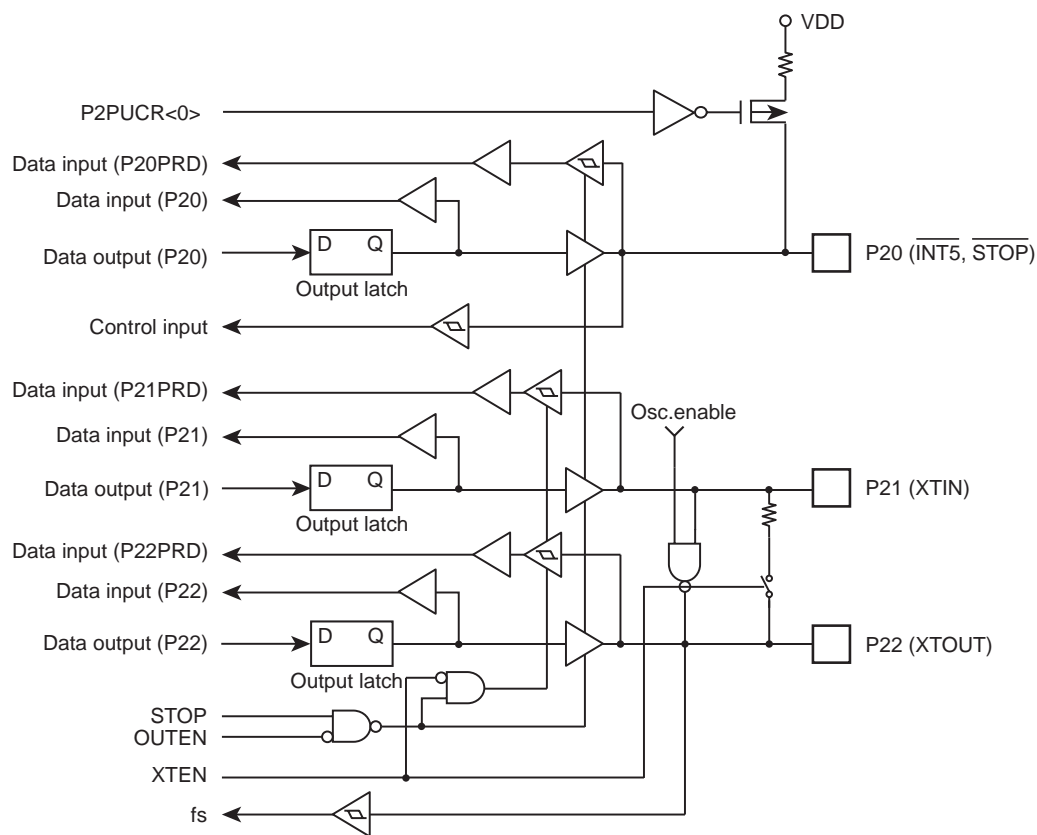 VDD
P2PUCR<0>
Data input (P20PRD)
Data input (P20)
Data output (P20)
D Q
Output latch
P20 (INT5, STOP)
Control input
Data input (P21PRD)
Osc.enable
Data input (P21)
Data output (P21)
D Q
Output latch
P21 (XTIN)
Data input (P22PRD)
Data input (P22)
Data output (P22)
D Q
Output latch
P22 (XTOUT)
STOP
OUTEN
XTEN
fs